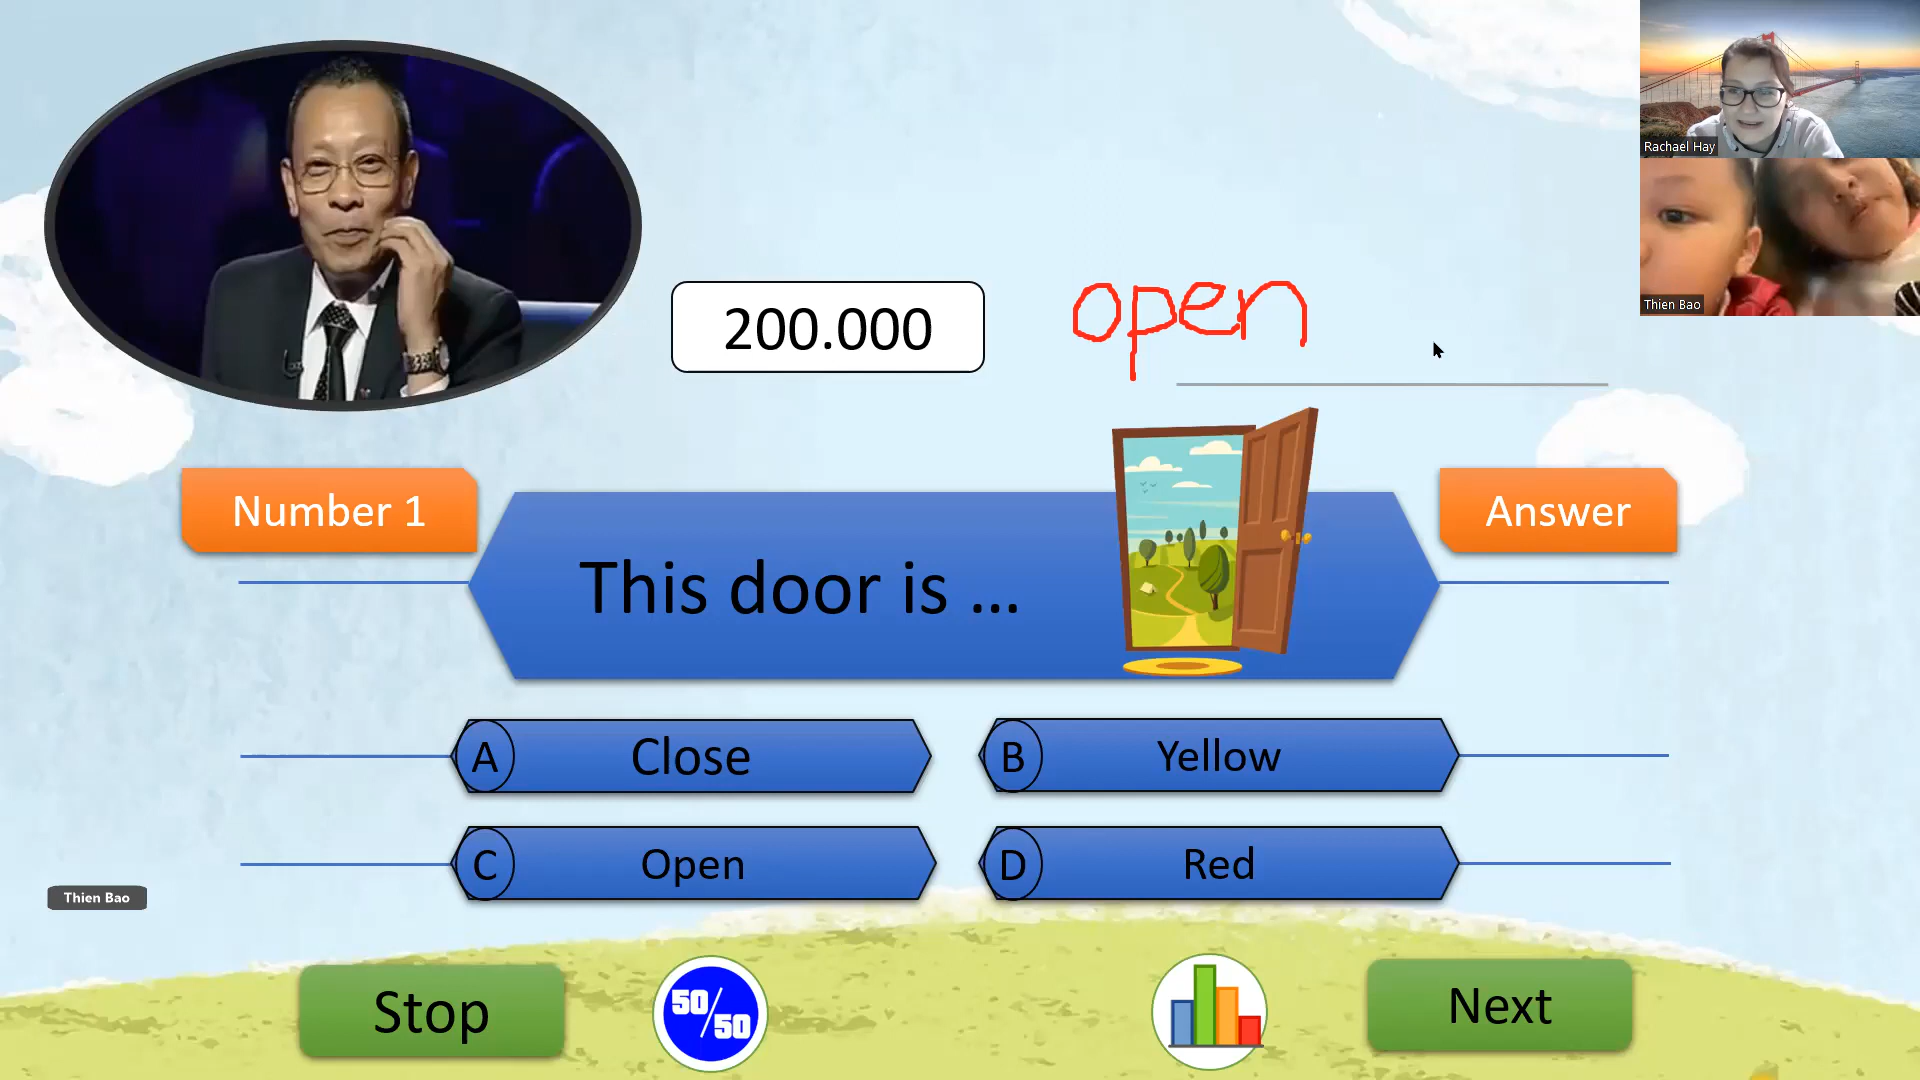 Rachael Hay
Thien Bao
200.000
open
Number 1
Answer
This door is ...
A Close
B Yellow
C Open
D Red
Thien Bao
Stop
50/50
Next